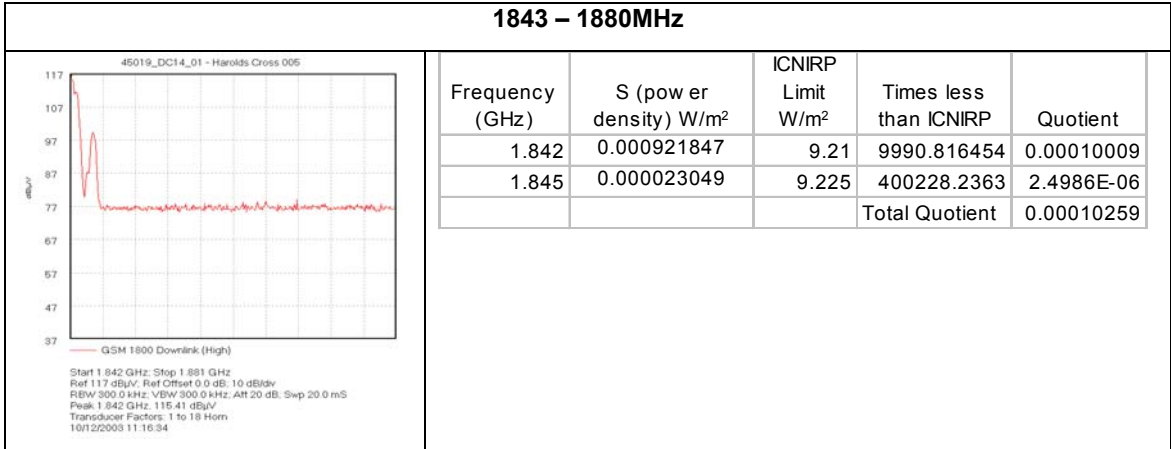 1843 – 1880MHz
45019_DC14_01 - Harolds Cross 005
117
107
97
87
77
67
57
47
37
dBµV
GSM 1800 Downlink (High)
Start 1.842 GHz; Stop 1.881 GHz
Ref 117 dBµV; Ref Offset 0.0 dB; 10 dB/div
RBW 300.0 kHz; VBW 300.0 kHz; Att 20 dB; Swp 20.0 mS
Peak 1.842 GHz, 115.41 dBµV
Transducer Factors: 1 to 18 Horn
10/12/2003 11:16:34
Frequency (GHz) S (pow er density) W/m² ICNIRP Limit W/m² Times less than ICNIRP Quotient
1.842 0.000921847 9.21 9990.816454 0.00010009
1.845 0.000023049 9.225 400228.2363 2.4986E-06
Total Quotient 0.00010259